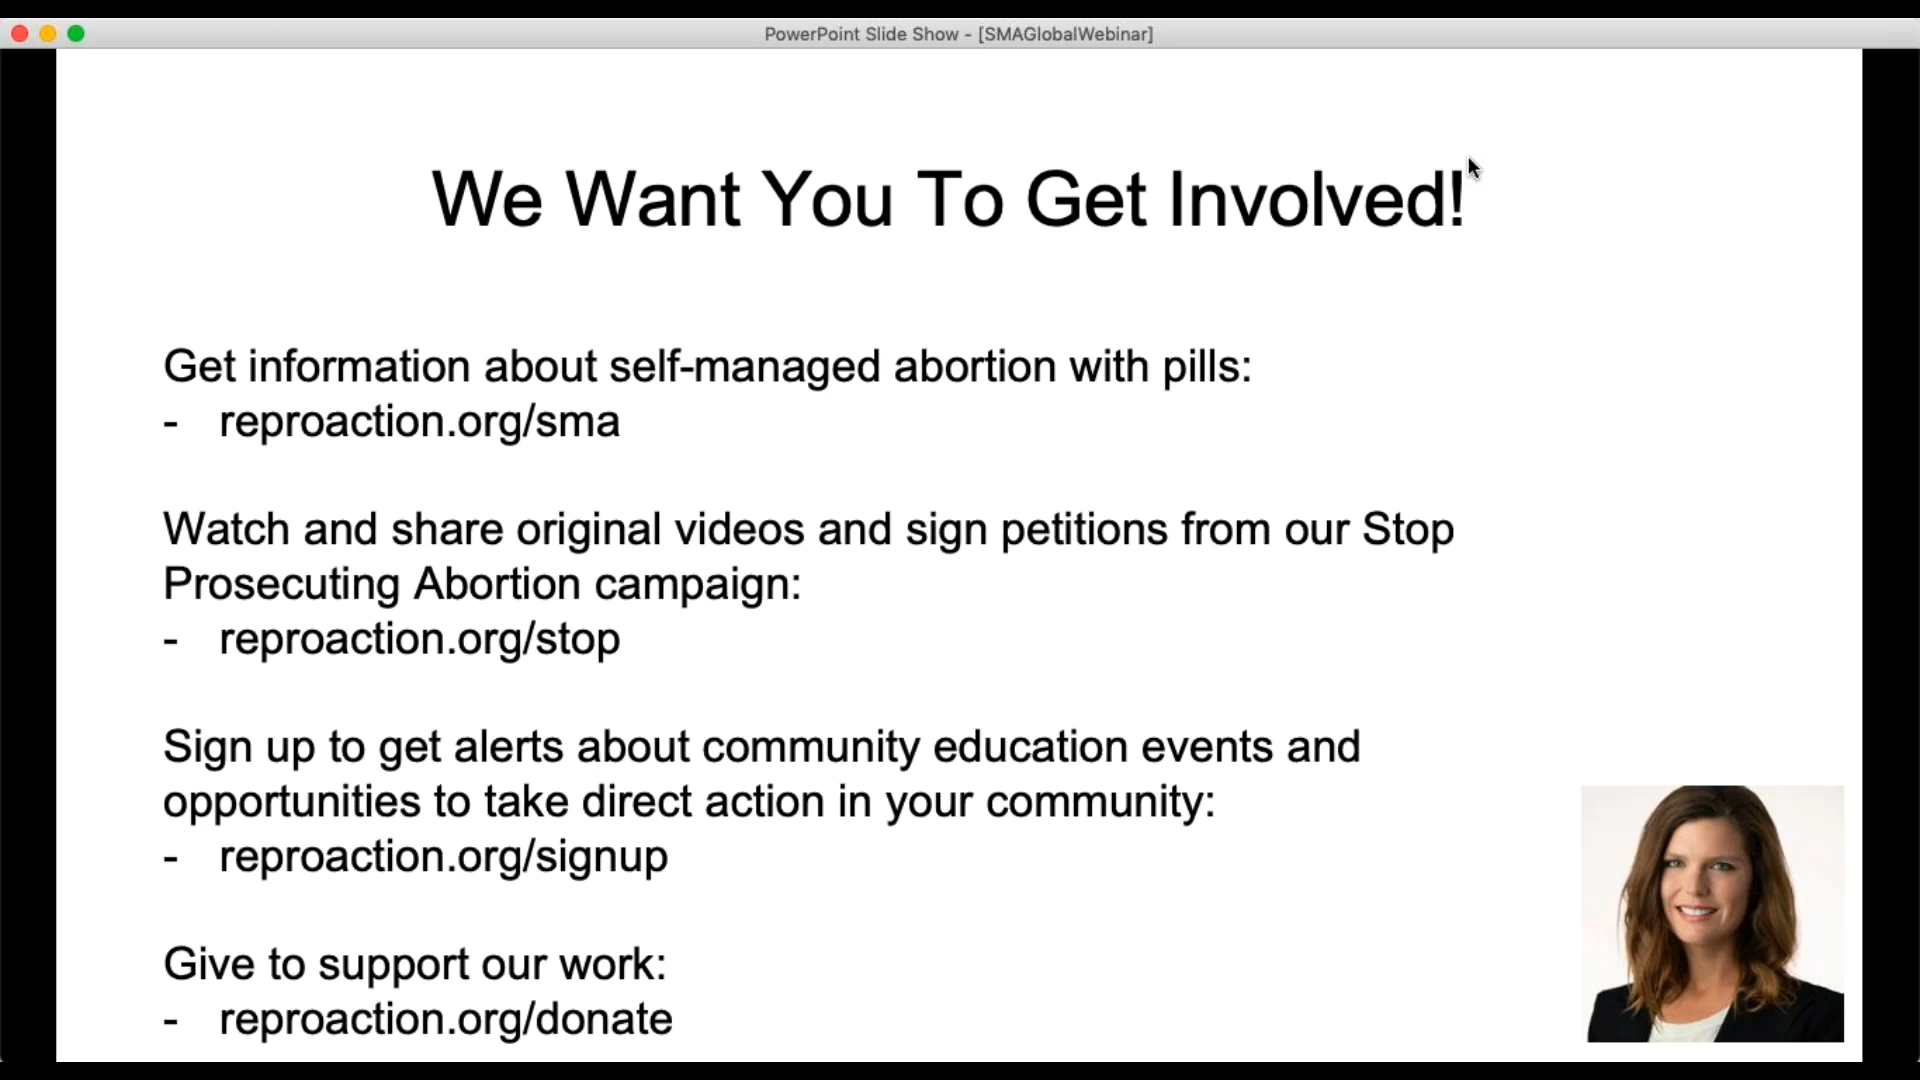 PowerPoint Slide Show - [SMAGlobalWebinar]
We Want You To Get Involved!
Get information about self-managed abortion with pills:
- reproaction.org/sma
Watch and share original videos and sign petitions from our Stop
Prosecuting Abortion campaign:
- reproaction.org/stop
Sign up to get alerts about community education events and
opportunities to take direct action in your community:
- reproaction.org/signup
Give to support our work:
- reproaction.org/donate